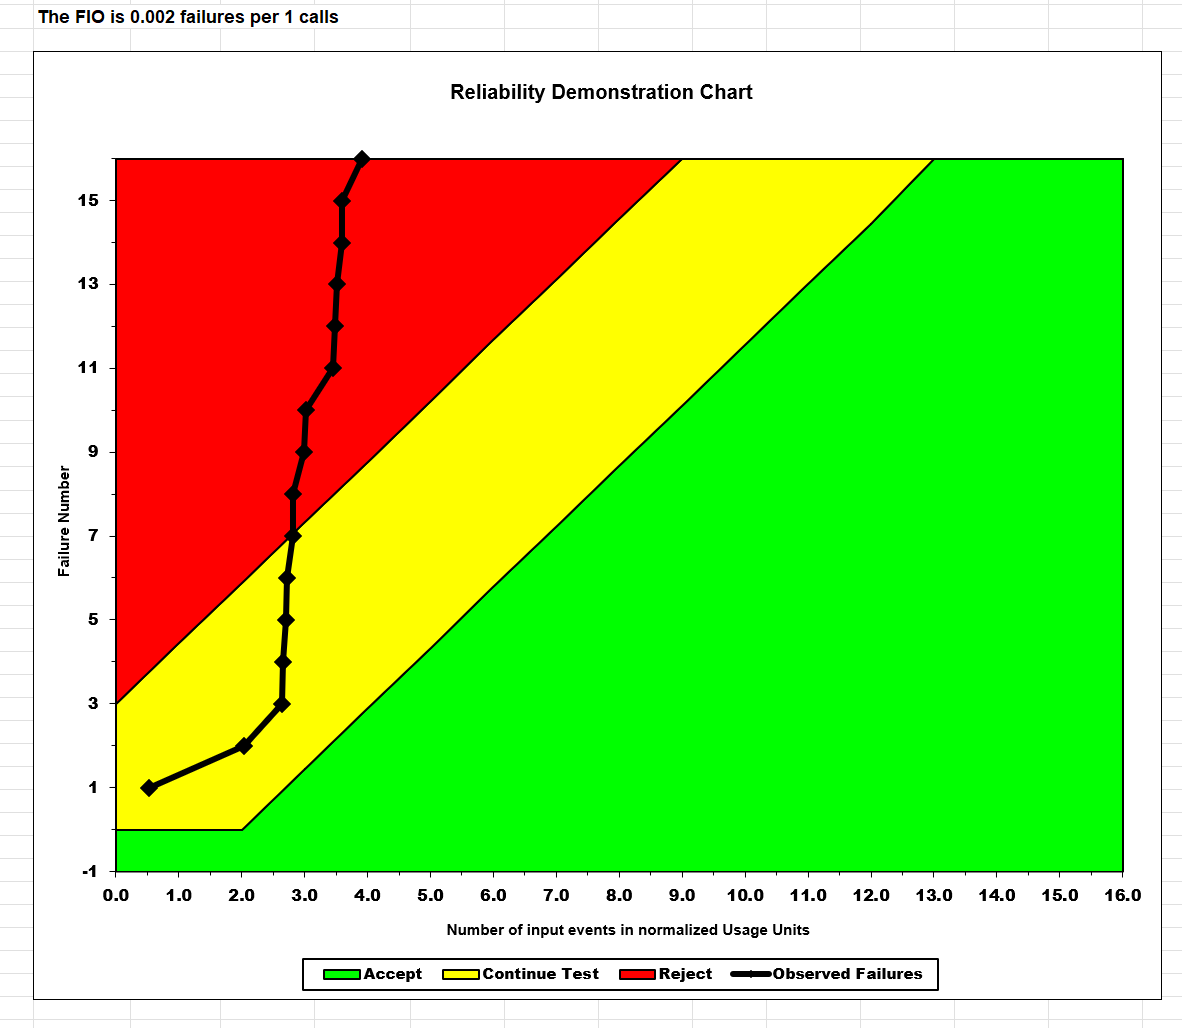 The FIO is 0.002 failures per 1 calls
Reliability Demonstration Chart
15
13
11
9
7
5
3
1
-1
Failure Number
0.0 1.0 2.0 3.0 4.0 5.0 6.0 7.0 8.0 9.0 10.0 11.0 12.0 13.0 14.0 15.0 16.0
Number of input events in normalized Usage Units
Accept Continue Test Reject Observed Failures